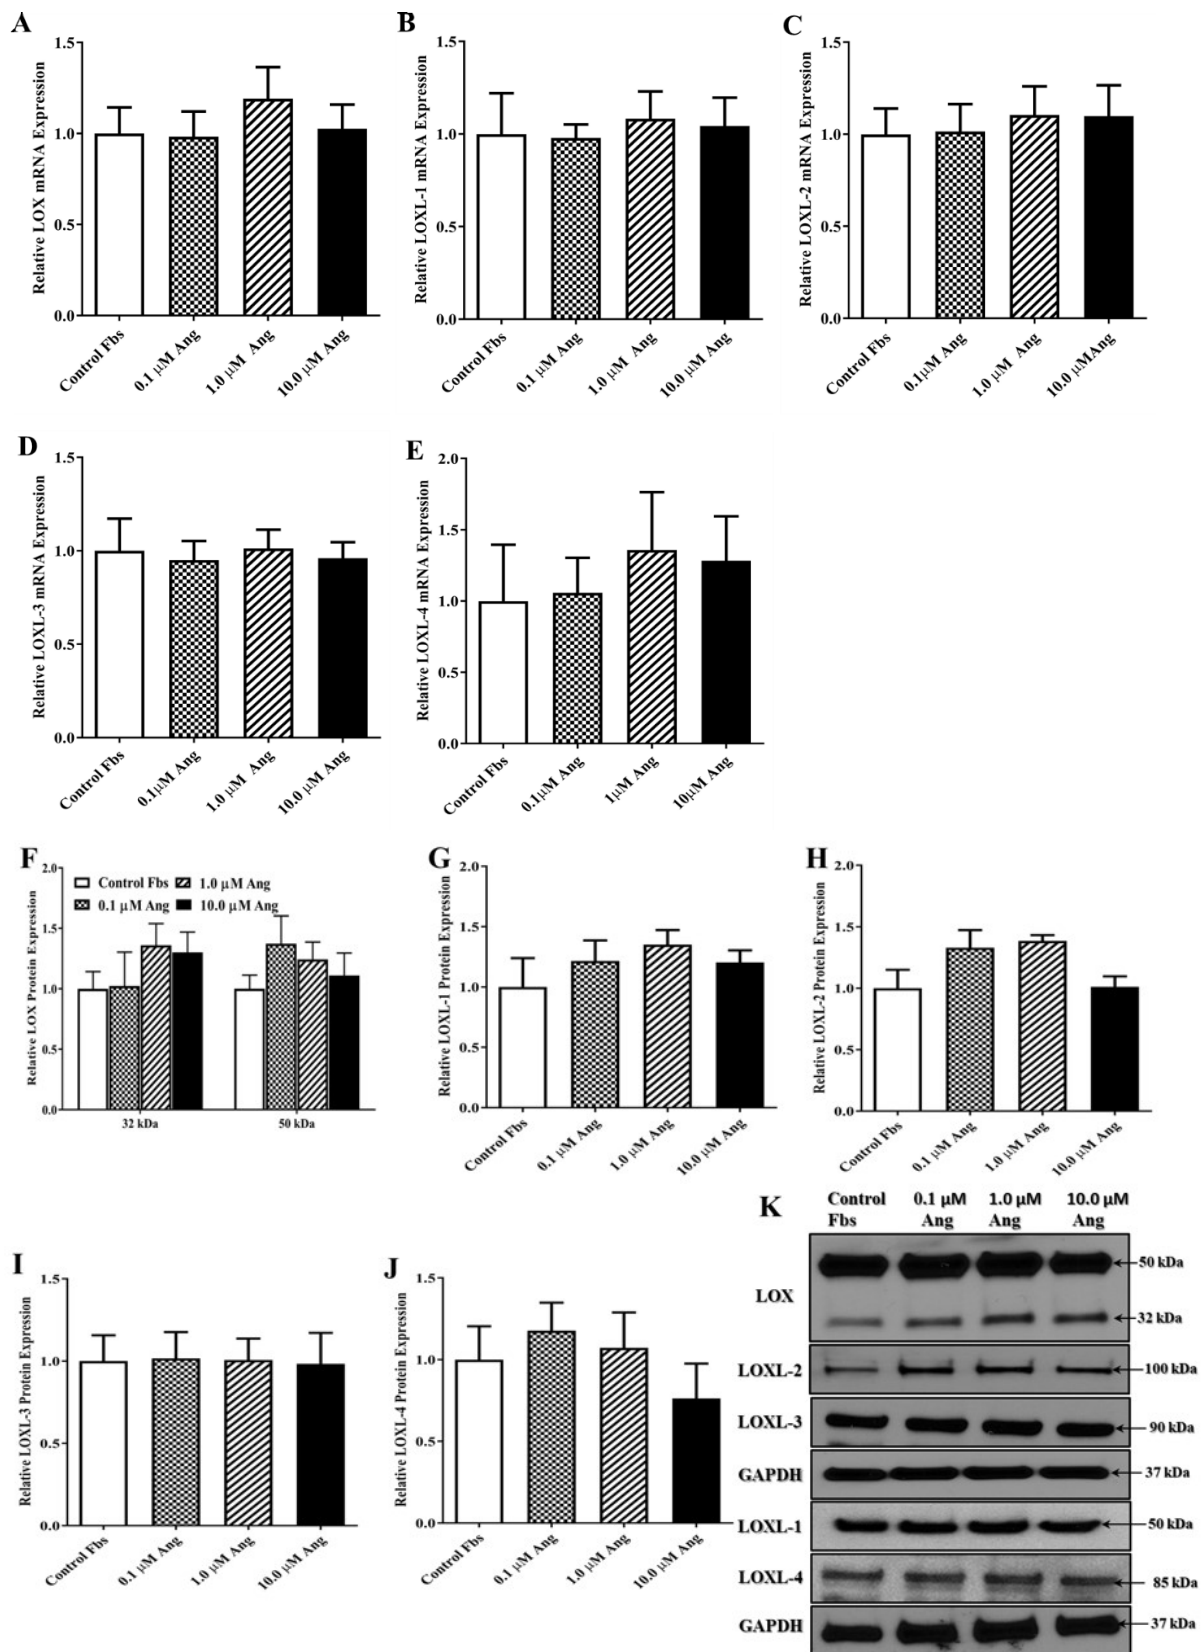 A
Relative LOX mRNA Expression
1.5
1.0
0.5
0.0
Control Fbs
0.1 μM Ang
1.0 μM Ang
10.0 μM Ang
B
Relative LOXL-1 mRNA Expression
1.5
1.0
0.5
0.0
Control Fbs
0.1 μM Ang
1.0 μM Ang
10.0 μM Ang
C
Relative LOXL-2 mRNA Expression
1.5
1.0
0.5
0.0
Control Fbs
0.1μM Ang
1.0 μM Ang
10.0 μMAng
D
Relative LOXL-3 mRNA Expression
1.5
1.0
0.5
0.0
Control Fbs
0.1μM Ang
1.0 μM Ang
10.0 μM Ang
E
Relative LOXL-4 mRNA Expression
2.0
1.5
1.0
0.5
0.0
Control Fbs
0.1μM Ang
1μM Ang
10μM Ang
F
Relative LOX Protein Expression
2.0
1.5
1.0
0.5
0.0
Control Fbs
1.0 μM Ang
0.1 μM Ang
10.0 μM Ang
32 kDa
50 kDa
G
Relative LOXL-1 Protein Expression
2.0
1.5
1.0
0.5
0.0
Control Fbs
0.1 μM Ang
1.0 μM Ang
10.0 μM Ang
H
Relative LOXL-2 Protein Expression
2.0
1.5
1.0
0.5
0.0
Control Fbs
0.1 μM Ang
1.0 μM Ang
10.0 μM Ang
I
Relative LOXL-3 Protein Expression
1.5
1.0
0.5
0.0
Control Fbs
0.1 μM Ang
1.0 μM Ang
10.0 μM Ang
J
Relative LOXL-4 Protein Expression
1.5
1.0
0.5
0.0
Control Fbs
0.1 μM Ang
1.0 μM Ang
10.0 μM Ang
K
Control Fbs
0.1 μM Ang
1.0 μM Ang
10.0 μM Ang
LOX
50 kDa
32 kDa
LOXL-2
100 kDa
LOXL-3
90 kDa
GAPDH
37 kDa
LOXL-1
50 kDa
LOXL-4
85 kDa
GAPDH
37 kDa